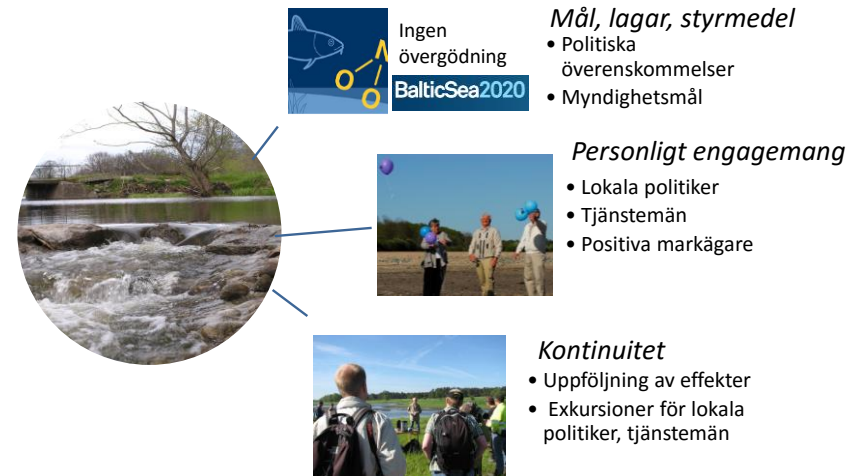 Ingen
övergödning
BalticSea2020
Mål, lagar, styrmedel
• Politiska
överenskommelser
• Myndighetsmål
Personligt engagemang
• Lokala politiker
• Tjänstemän
• Positiva markägare
Kontinuitet
• Uppföljning av effekter
• Exkursioner för lokala
politiker, tjänstemän
N
O
O